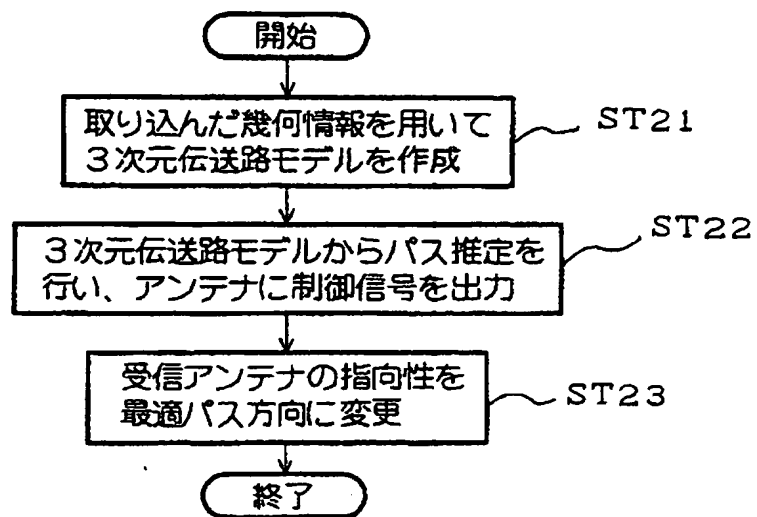 開始
取り込んだ幾何情報を用いて
3次元伝送路モデルを作成
ST21
3次元伝送路モデルからパス推定を
行い、アンテナに制御信号を出力
ST22
受信アンテナの指向性を
最適パス方向に変更
ST23
終了